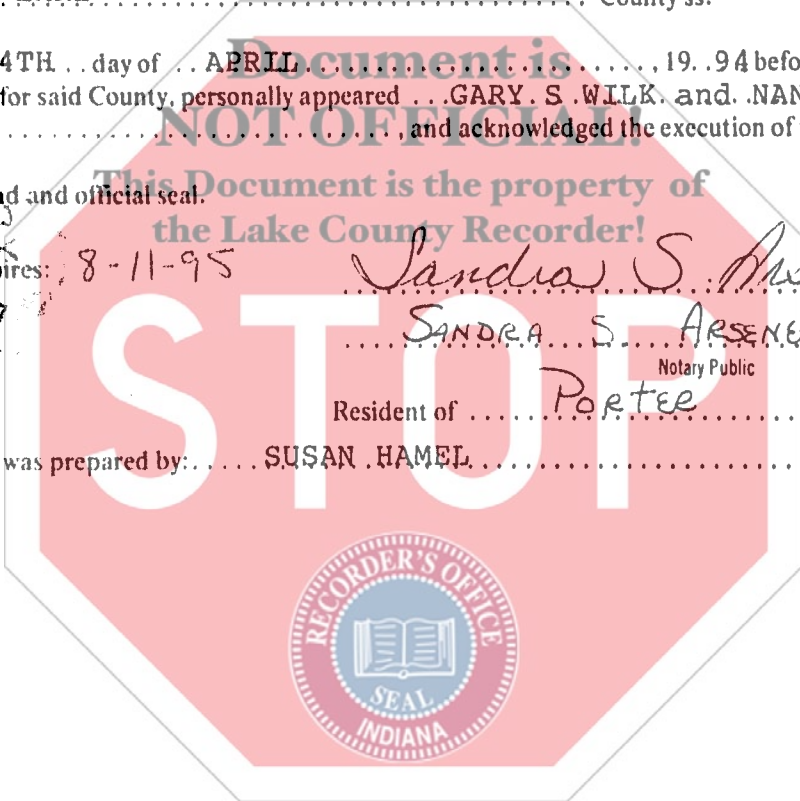 County ss:
4TH . . day of . . APRIL . . . . . . . . . . . . . . . . . . . . . . . . . . , 19. . 94 befo
Document is
for said County, personally appeared . . . GARY . S . WILK . and . NAN
NOT OFFICIAL!
. . . . . . . . . . . . . . . . . . . . . . . . . . . , and acknowledged the execution of
This Document is the property of
nd and official seal.
the Lake County Recorder!
ires: 8-11-95
Sandra S.
SANDRA S. ARSENE
Notary Public
Resident of . . . . . . PORTER . . . . . . . .
was prepared by: . . . . . SUSAN . HAMEL . . . . . . . . . . . . . . . . . . . . . . . .
STOP
RECORDER'S OFFICE
SEAL
INDIANA